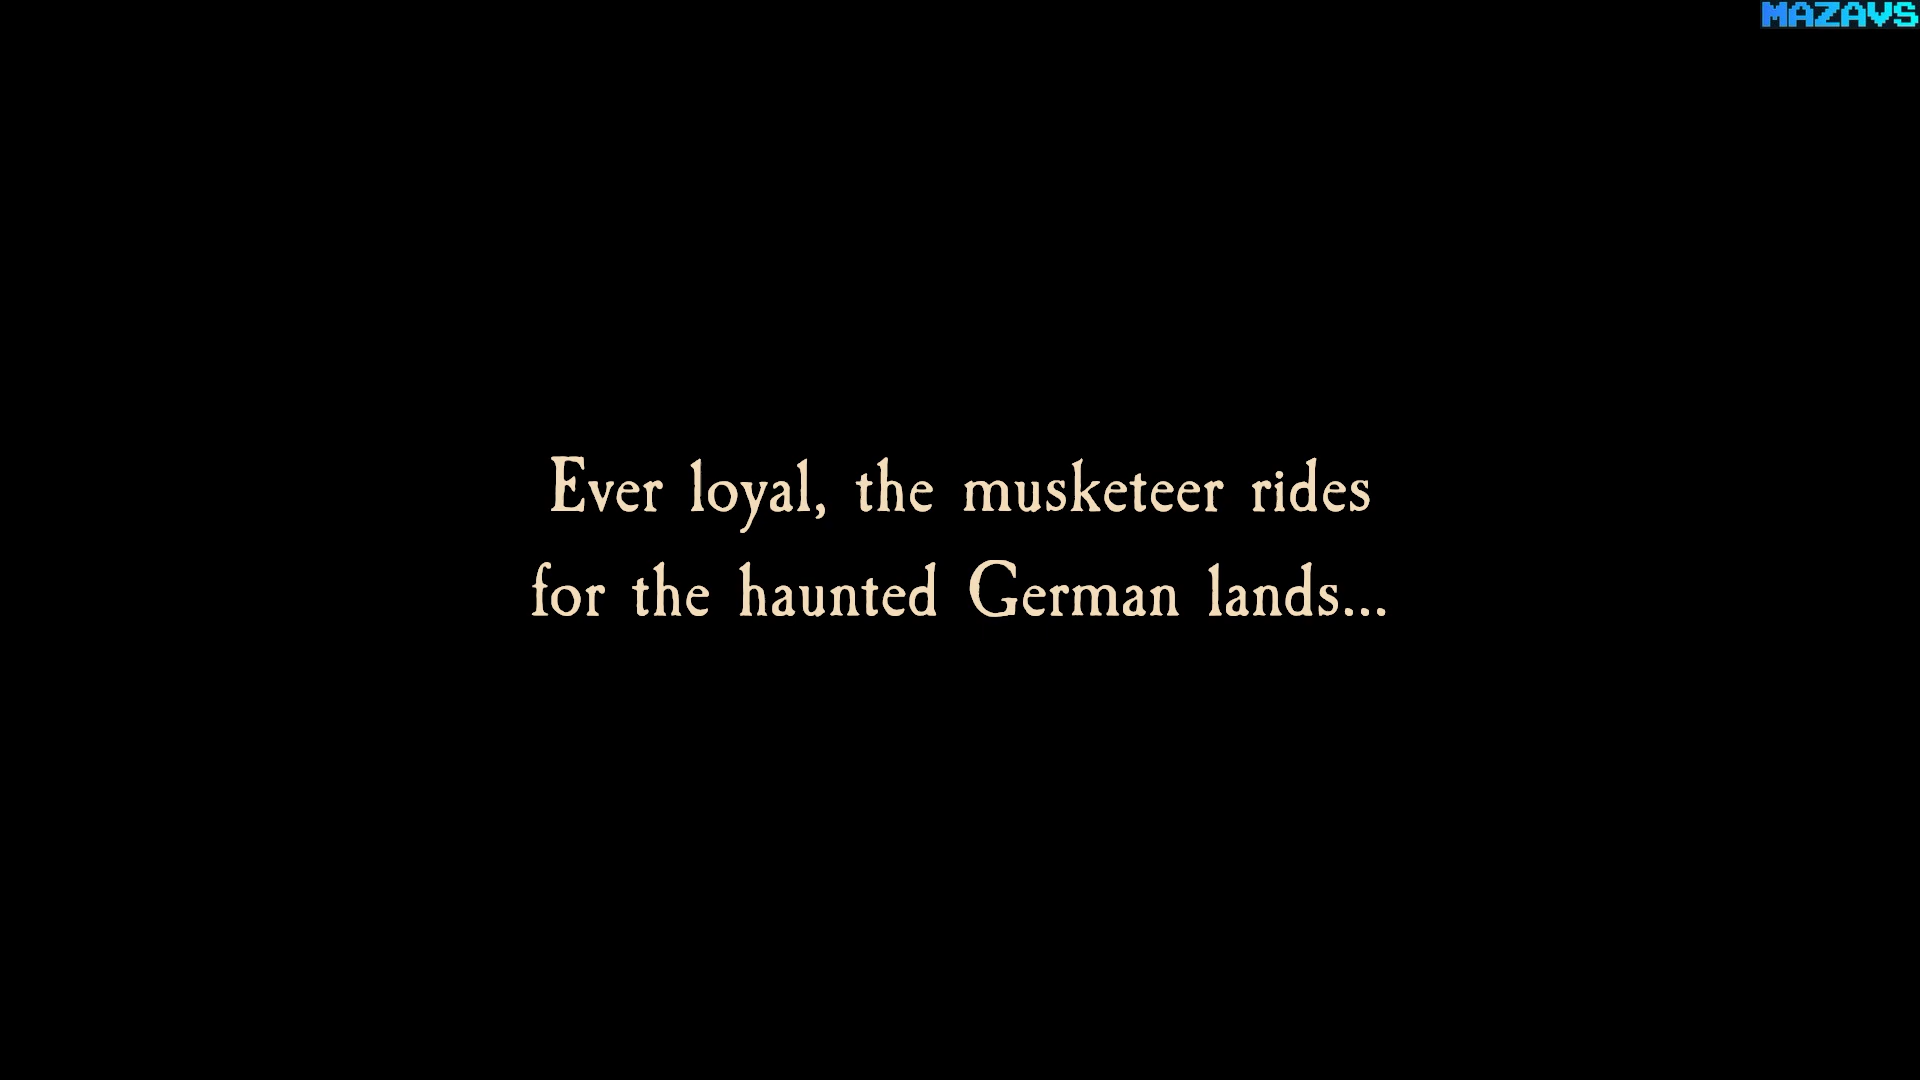 MAZAVS
Ever loyal, the musketeer rides
for the haunted German lands...